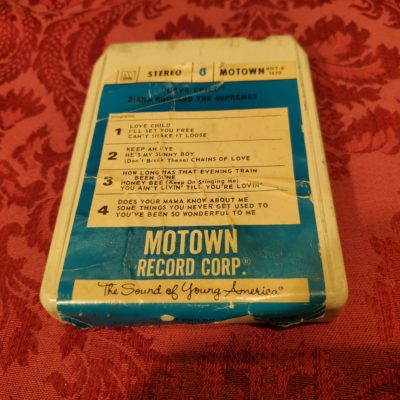 STEREO 8 MOTOWN
"LOVE CHILD"
DIANA ROSS AND THE SUPREMES
programs
1 LOVE CHILD
I'LL SET YOU FREE
CAN'T SHAKE IT LOOSE
2 KEEP AN EYE
HE'S MY SUNNY BOY
(Don't Break These) CHAINS OF LOVE
3 HOW LONG HAS THAT EVENING TRAIN
BEEN GONE
HONEY BEE (Keep On Stinging Me)
YOU AIN'T LIVIN' TILL YOU'RE LOVIN'
4 DOES YOUR MAMA KNOW ABOUT ME
SOME THINGS YOU NEVER GET USED TO
YOU'VE BEEN SO WONDERFUL TO ME
MOTOWN
RECORD CORP.®
The Sound of Young America®